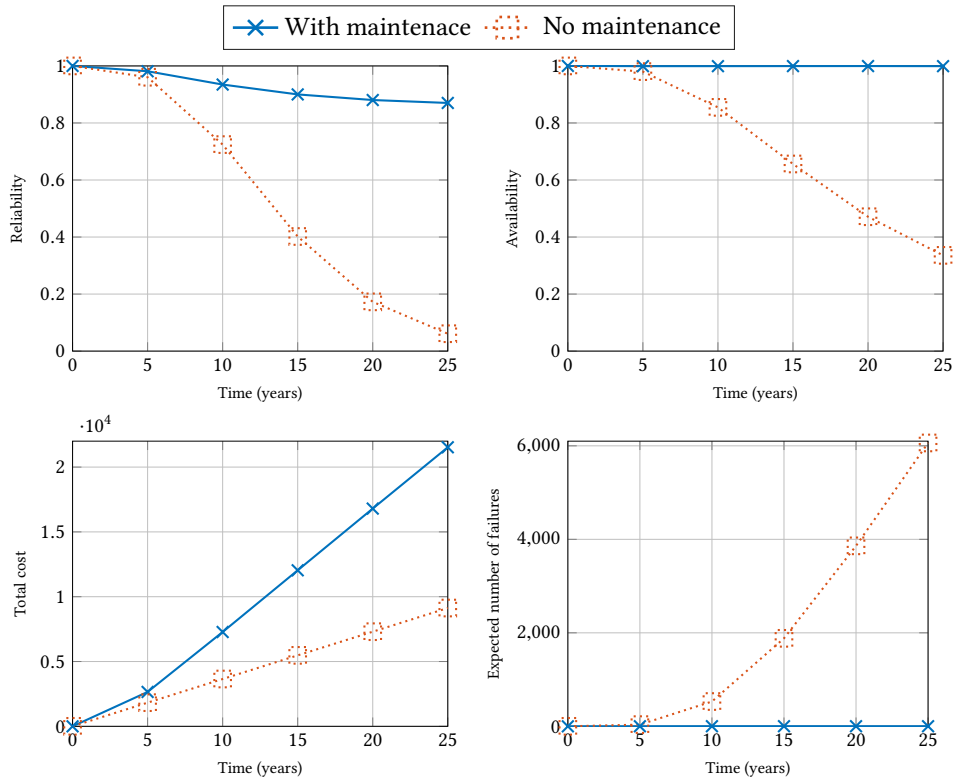 With maintenace No maintenance
1
0.8
0.6
0.4
0.2
0
0 5 10 15 20 25
Reliability
Time (years)
1
0.8
0.6
0.4
0.2
0
0 5 10 15 20 25
Availability
Time (years)
·10⁴
2
1.5
1
0.5
0
0 5 10 15 20 25
Total cost
Time (years)
6,000
4,000
2,000
0
0 5 10 15 20 25
Expected number of failures
Time (years)